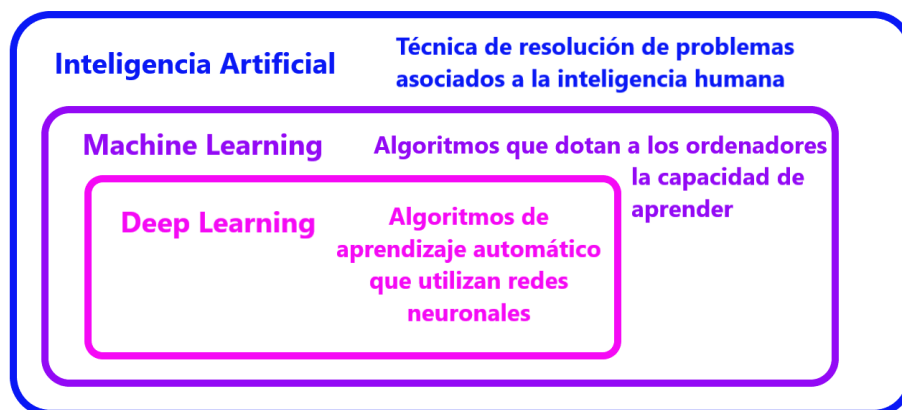 Inteligencia Artificial
Técnica de resolución de problemas
asociados a la inteligencia humana
Machine Learning
Algoritmos que dotan a los ordenadores
la capacidad de
aprender
Deep Learning
Algoritmos de
aprendizaje automático
que utilizan redes
neuronales